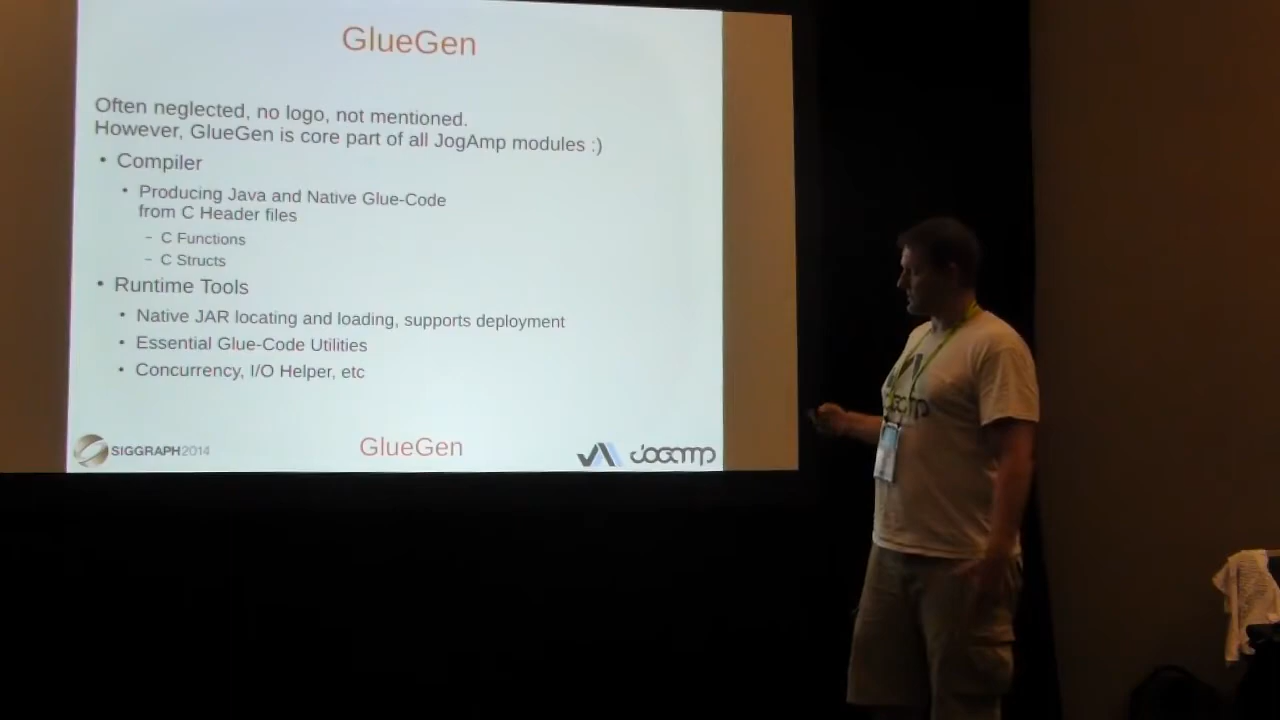 GlueGen
Often neglected, no logo, not mentioned.
However, GlueGen is core part of all JogAmp modules :)
• Compiler
• Producing Java and Native Glue-Code
from C Header files
– C Functions
– C Structs
• Runtime Tools
• Native JAR locating and loading, supports deployment
• Essential Glue-Code Utilities
• Concurrency, I/O Helper, etc
SIGGRAPH2014
GlueGen
JogAmp